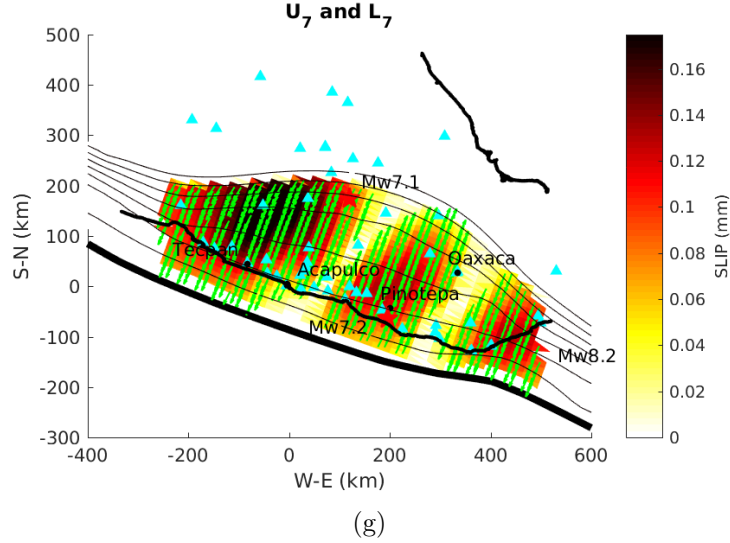 U7 and L7
500
400
300
200
100
0
-100
-200
-300
S-N (km)
-400
-200
0
200
400
600
W-E (km)
Mw7.1
Tecpan
Acapulco
Oaxaca
Pinotepa
Mw7.2
Mw8.2
0.16
0.14
0.12
0.1
0.08
0.06
0.04
0.02
0
SLIP (mm)
(g)